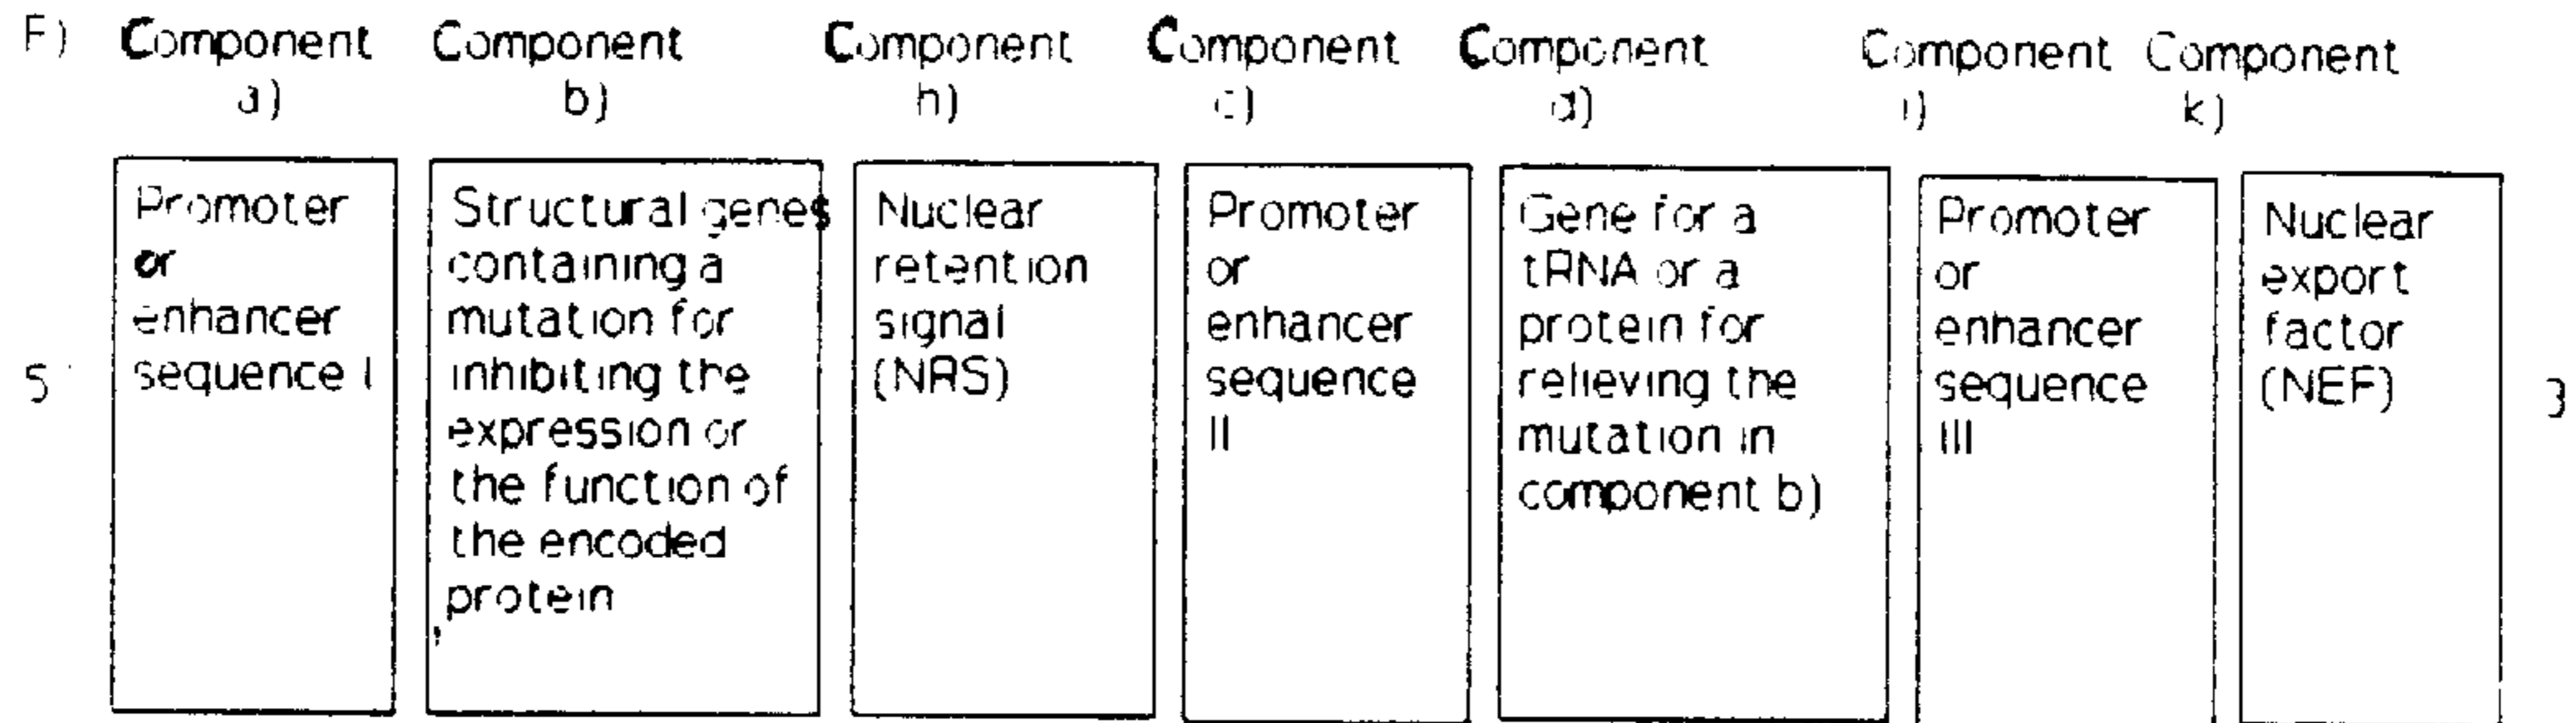 F) Component Component Component Component Component Component Component
a) b) h) c) d) i) k)
Promoter
or
enhancer
sequence I
Structural genes
containing a
mutation for
inhibiting the
expression or
the function of
the encoded
protein
Nuclear
retention
signal
(NRS)
Promoter
or
enhancer
sequence
II
Gene for a
tRNA or a
protein for
relieving the
mutation in
component b)
Promoter
or
enhancer
sequence
III
Nuclear
export
factor
(NEF)
5'
3